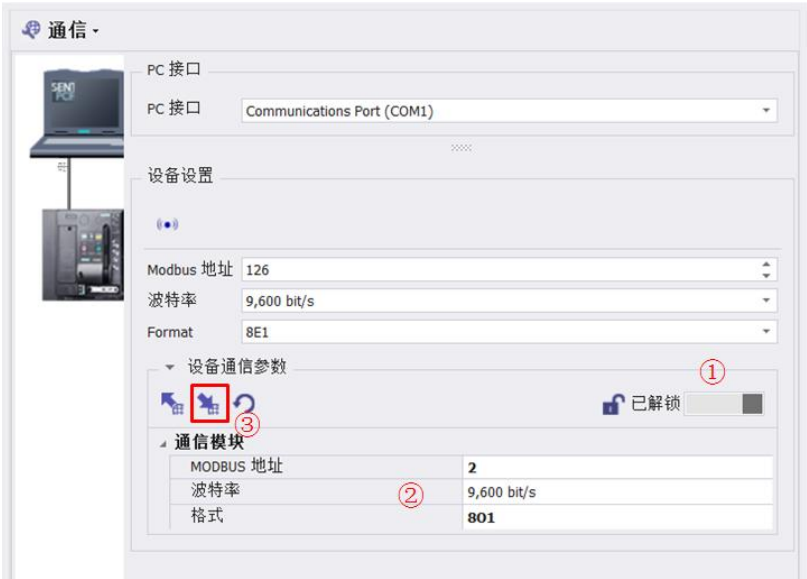 通信
PC 接口
PC 接口 Communications Port (COM1)
设备设置
Modbus 地址 126
波特率 9,600 bit/s
Format 8E1
设备通信参数
①
已解锁
③
通信模块
MODBUS 地址 2
波特率 ② 9,600 bit/s
格式 8O1